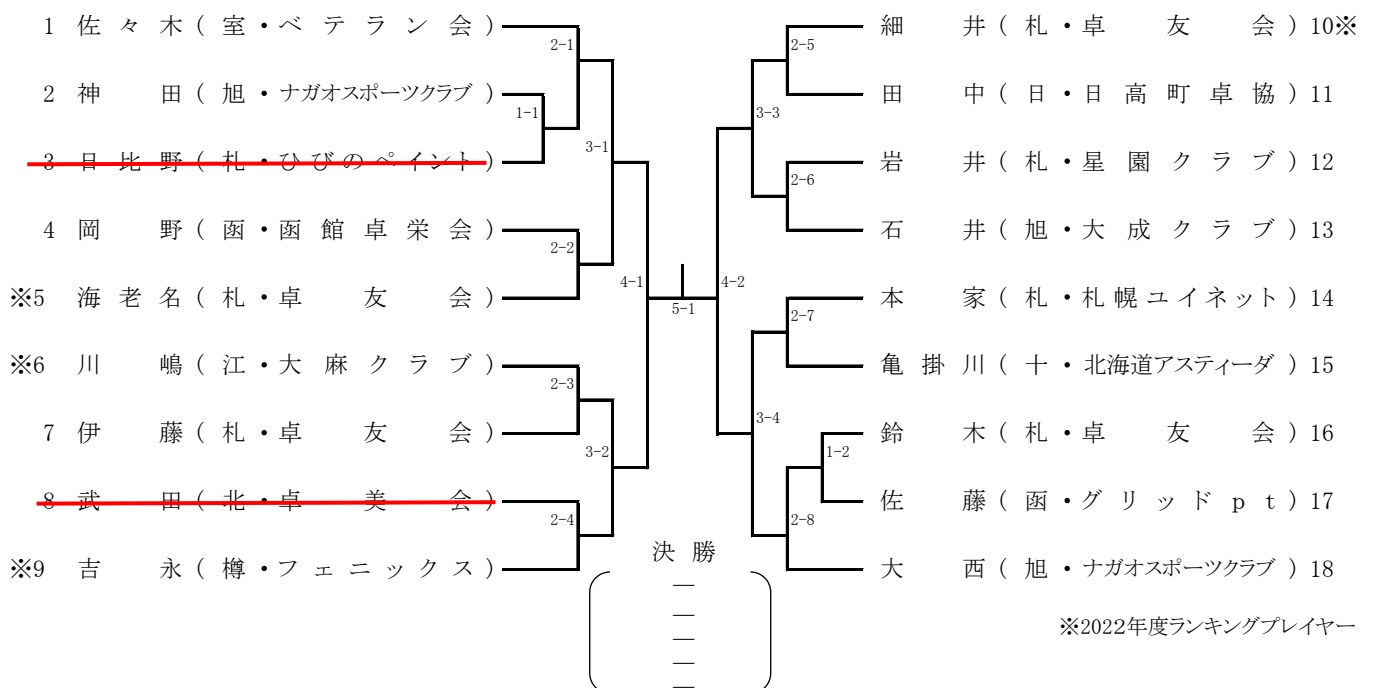 1 佐々木(室・ベテラン会)
2-1
2 神田(旭・ナガオスポーツクラブ)
1-1
3 日比野(札・ひびのペイント)
3-1
4 岡野(函・函館卓栄会)
2-2
※5 海老名(札・卓友会)
4-1
※6 川嶋(江・大麻クラブ)
2-3
7 伊藤(札・卓友会)
3-2
8 武田(北・卓美会)
2-4
※9 吉永(樽・フェニックス)
5-1
細井(札・卓友会)10※
2-5
田中(日・日高町卓協)11
3-3
岩井(札・星園クラブ)12
2-6
石井(旭・大成クラブ)13
4-2
本家(札・札幌ユイネット)14
2-7
亀掛川(十・北海道アスティーダ)15
3-4
鈴木(札・卓友会)16
1-2
佐藤(函・グリッドpt)17
2-8
大西(旭・ナガオスポーツクラブ)18
決勝
—
—
—
—
—
※2022年度ランキングプレイヤー